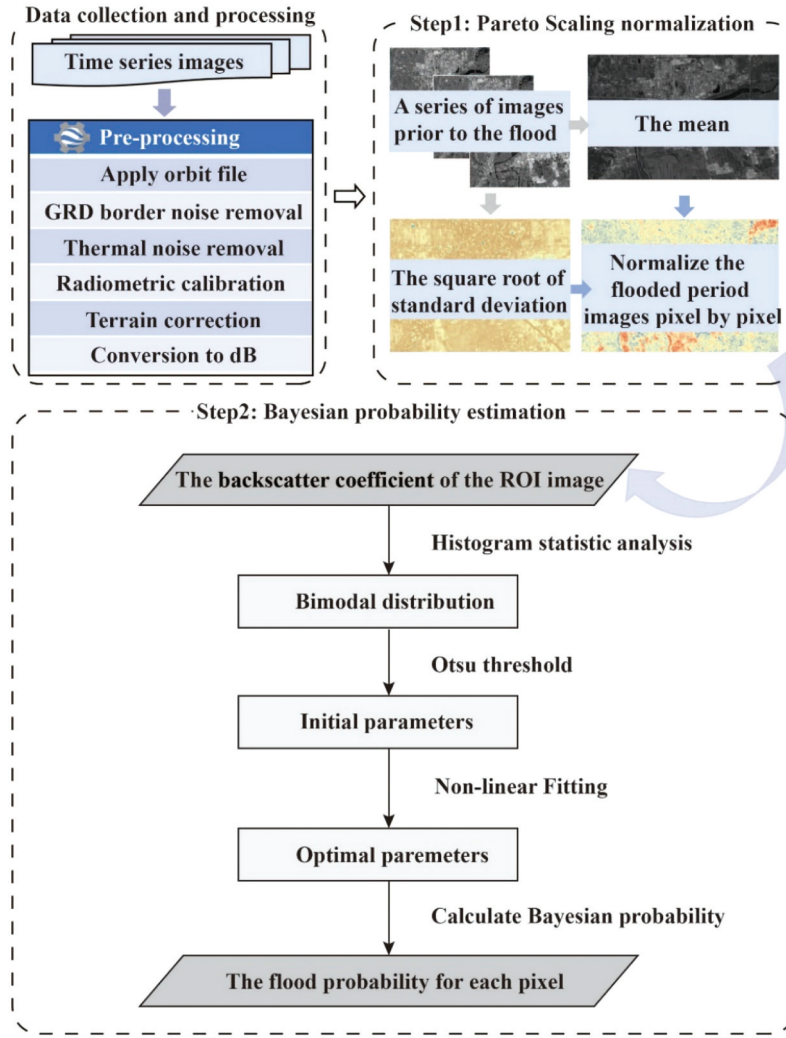 Data collection and processing
Time series images
Pre-processing
Apply orbit file
GRD border noise removal
Thermal noise removal
Radiometric calibration
Terrain correction
Conversion to dB
Step1: Pareto Scaling normalization
A series of images
prior to the flood
The mean
The square root of
standard deviation
Normalize the
flooded period
images pixel by pixel
Step2: Bayesian probability estimation
The backscatter coefficient of the ROI image
Histogram statistic analysis
Bimodal distribution
Otsu threshold
Initial parameters
Non-linear Fitting
Optimal paremeters
Calculate Bayesian probability
The flood probability for each pixel